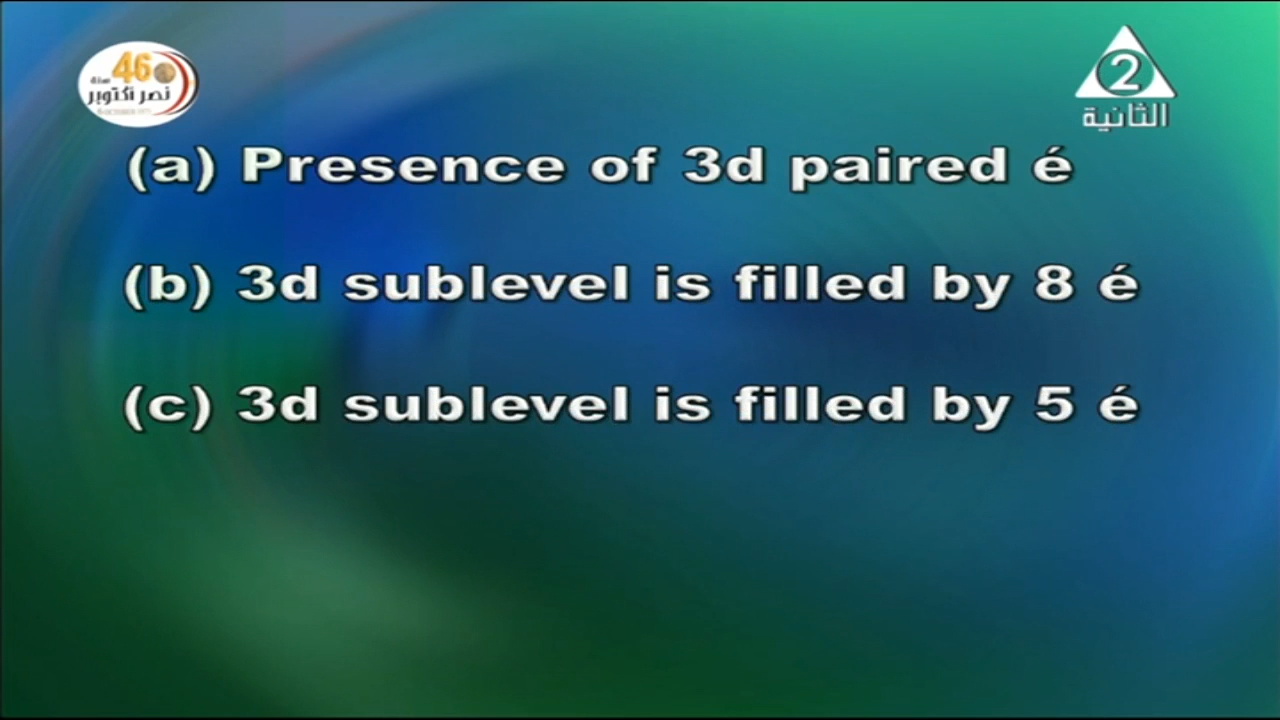 46
سنة
نصر أكتوبر
2
الثانية
(a) Presence of 3d paired é
(b) 3d sublevel is filled by 8 é
(c) 3d sublevel is filled by 5 é